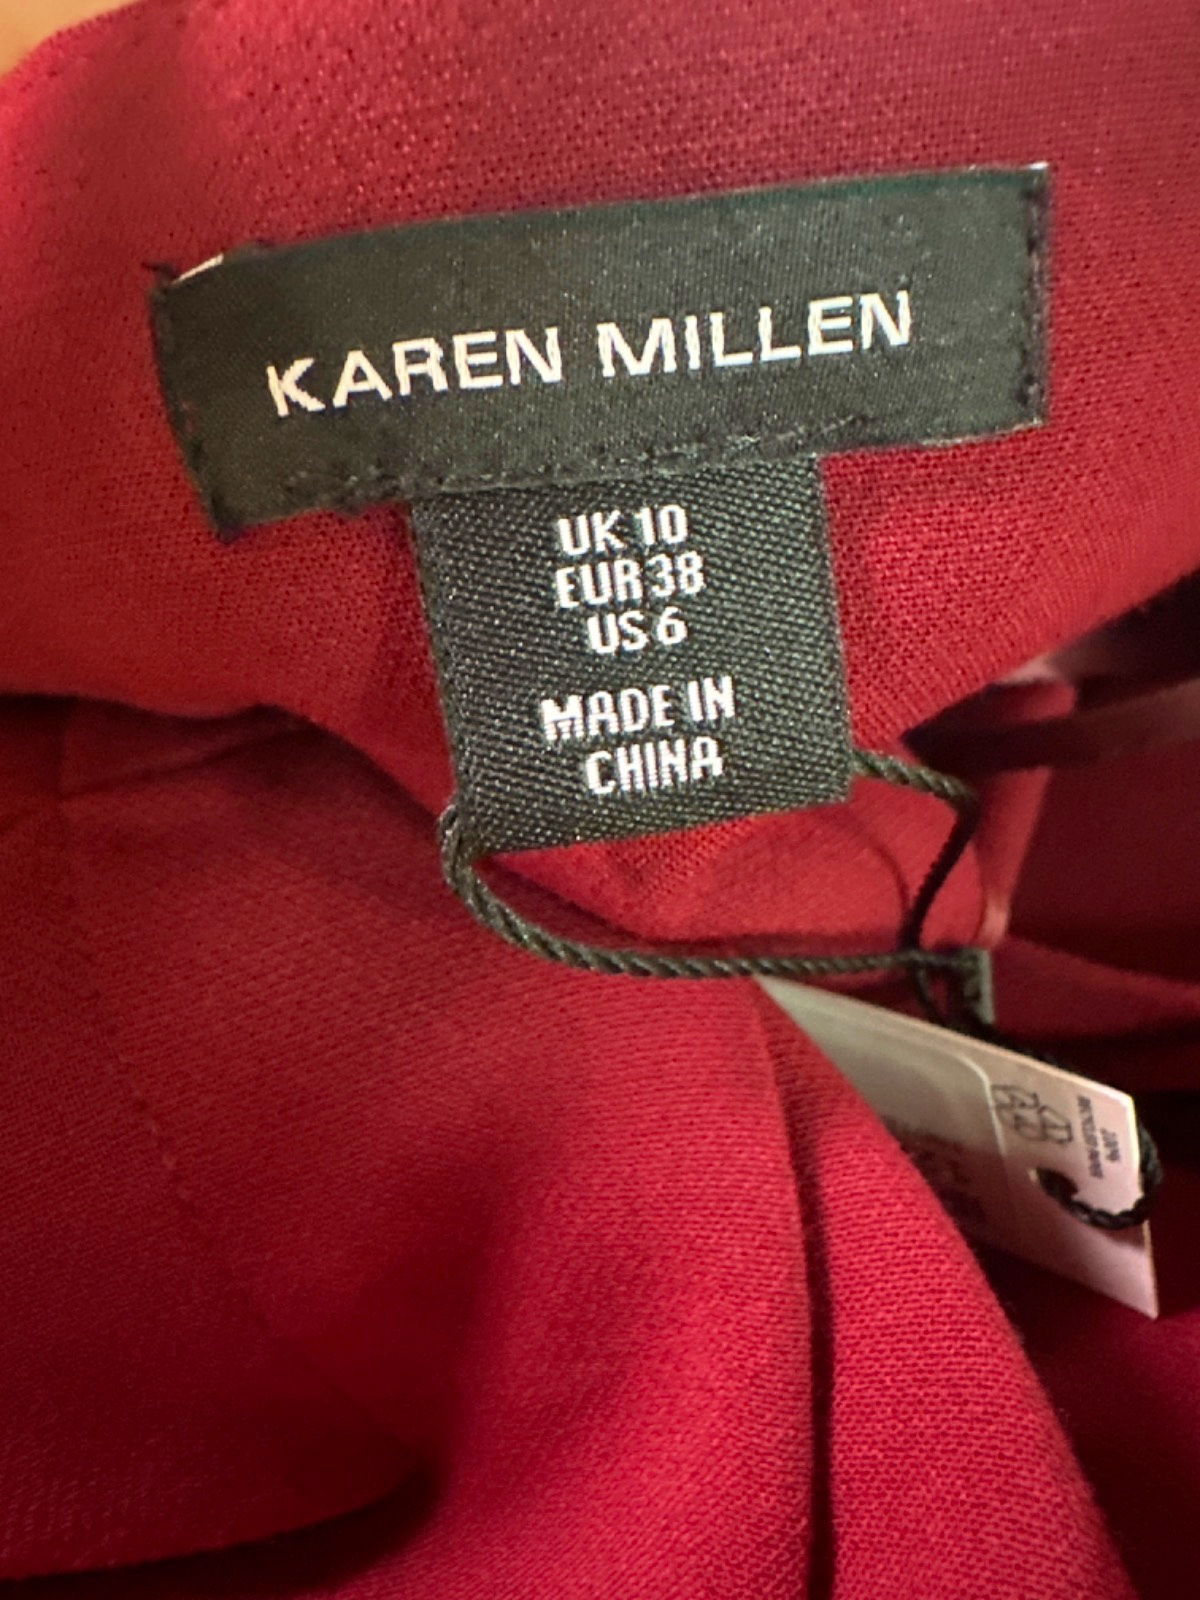 KAREN MILLEN
UK 10
EUR 38
US 6
MADE IN
CHINA